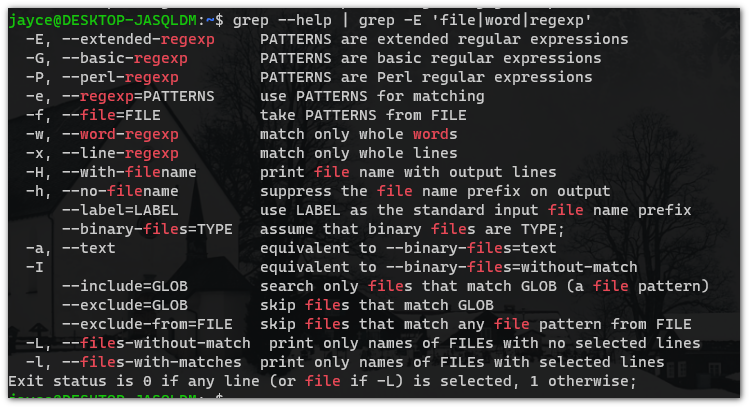 jayce@DESKTOP-JASQLDM:~$ grep --help | grep -E 'file|word|regexp'
  -E, --extended-regexp     PATTERNS are extended regular expressions
  -G, --basic-regexp        PATTERNS are basic regular expressions
  -P, --perl-regexp         PATTERNS are Perl regular expressions
  -e, --regexp=PATTERNS     use PATTERNS for matching
  -f, --file=FILE           take PATTERNS from FILE
  -w, --word-regexp         match only whole words
  -x, --line-regexp         match only whole lines
  -H, --with-filename       print file name with output lines
  -h, --no-filename         suppress the file name prefix on output
      --label=LABEL         use LABEL as the standard input file name prefix
      --binary-files=TYPE   assume that binary files are TYPE;
  -a, --text                equivalent to --binary-files=text
  -I                        equivalent to --binary-files=without-match
      --include=GLOB        search only files that match GLOB (a file pattern)
      --exclude=GLOB        skip files that match GLOB
      --exclude-from=FILE   skip files that match any file pattern from FILE
  -L, --files-without-match  print only names of FILEs with no selected lines
  -l, --files-with-matches  print only names of FILEs with selected lines
Exit status is 0 if any line (or file if -L) is selected, 1 otherwise;
jayce@DESKTOP-JASQLDM:~$